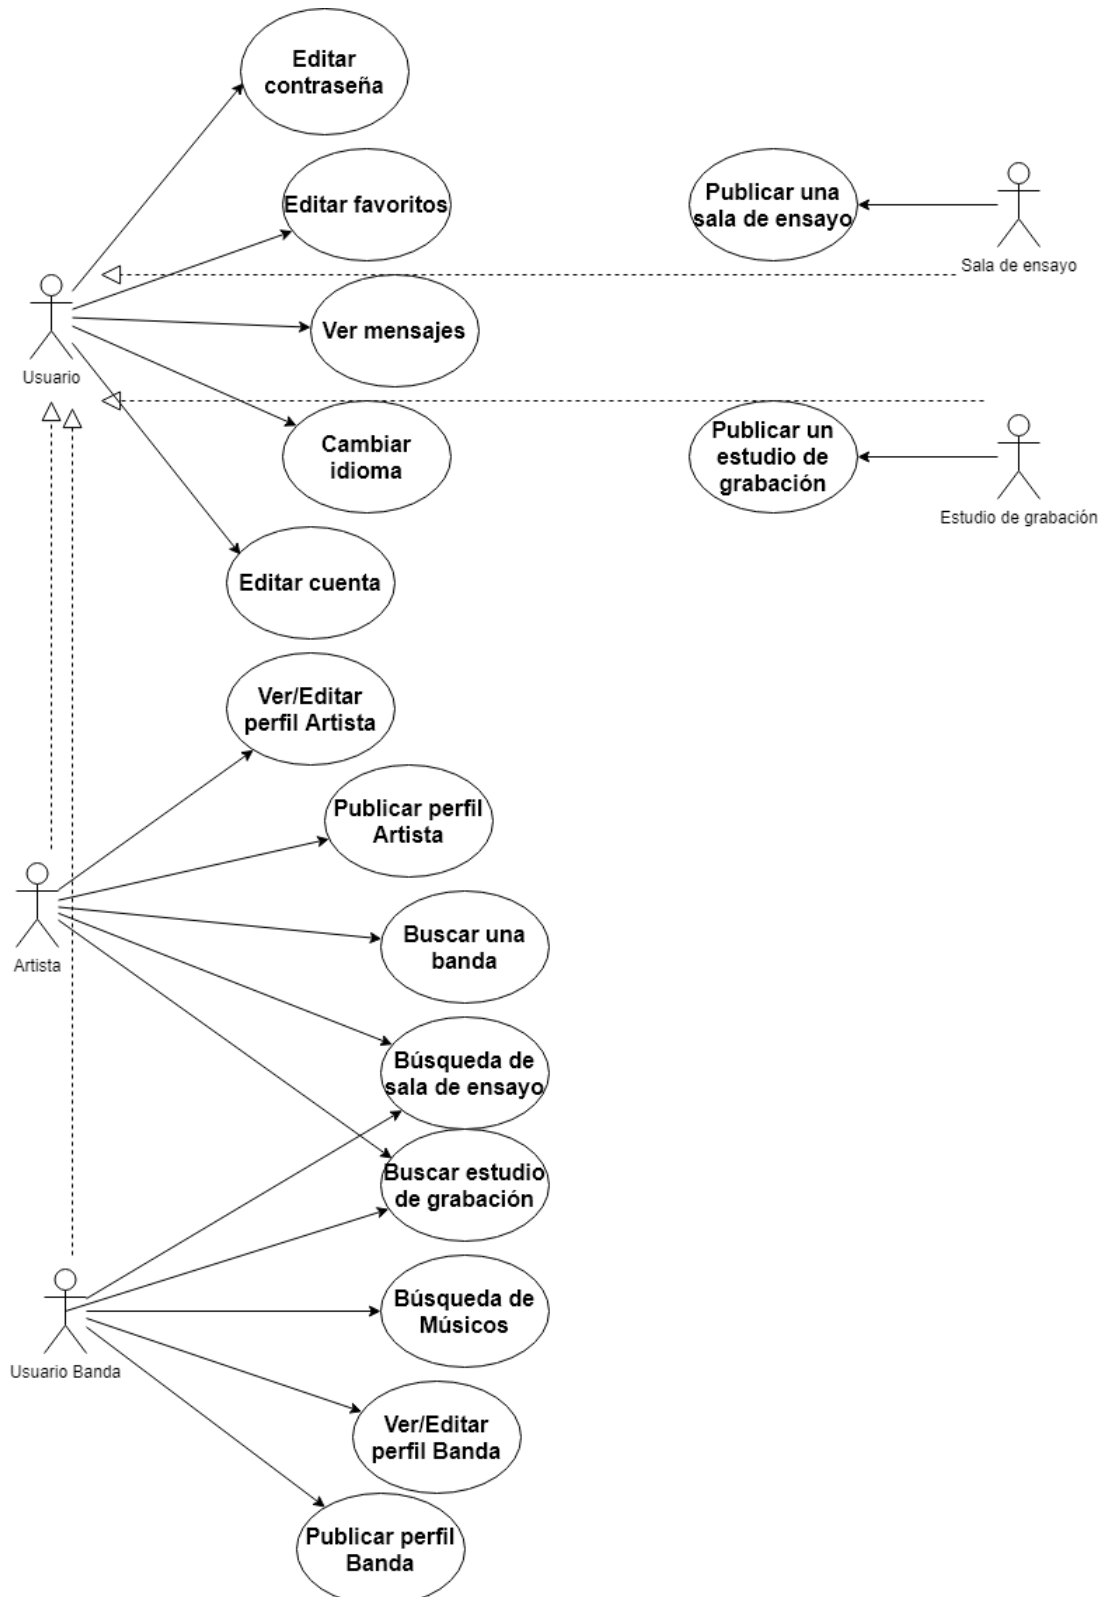 Editar
contraseña
Editar favoritos
Publicar una
sala de ensayo
Sala de ensayo
Ver mensajes
Usuario
Cambiar
idioma
Publicar un
estudio de
grabación
Estudio de grabación
Editar cuenta
Ver/Editar
perfil Artista
Publicar perfil
Artista
Buscar una
banda
Artista
Búsqueda de
sala de ensayo
Buscar estudio
de grabación
Búsqueda de
Músicos
Usuario Banda
Ver/Editar
perfil Banda
Publicar perfil
Banda